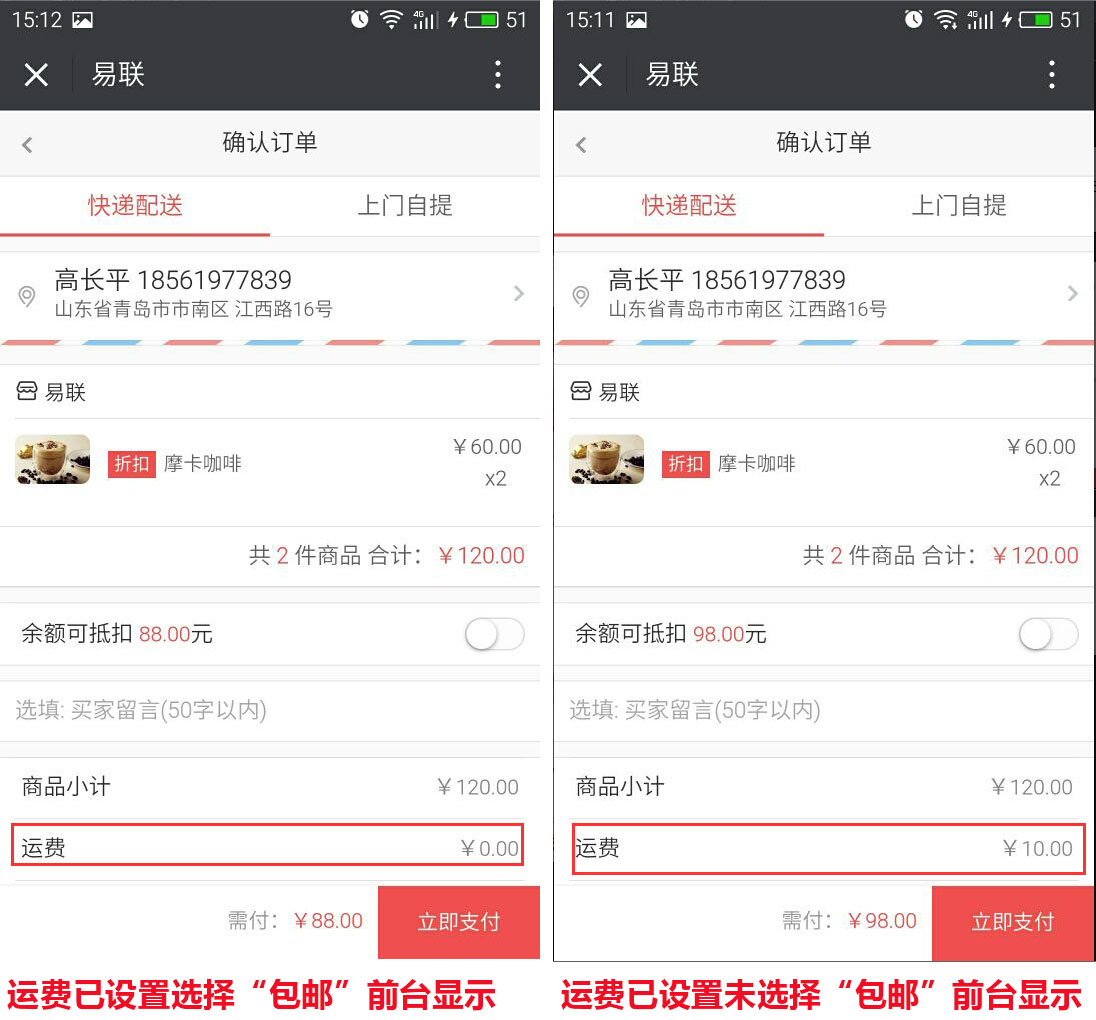 15:12 4G 51
易联
确认订单
快递配送 上门自提
高长平 18561977839
山东省青岛市市南区 江西路16号
易联
折扣 摩卡咖啡 ￥60.00
x2
共 2 件商品 合计： ￥120.00
余额可抵扣 88.00元
选填: 买家留言(50字以内)
商品小计 ￥120.00
运费 ￥0.00
需付： ￥88.00 立即支付
运费已设置选择“包邮”前台显示
15:11 4G 51
易联
确认订单
快递配送 上门自提
高长平 18561977839
山东省青岛市市南区 江西路16号
易联
折扣 摩卡咖啡 ￥60.00
x2
共 2 件商品 合计： ￥120.00
余额可抵扣 98.00元
选填: 买家留言(50字以内)
商品小计 ￥120.00
运费 ￥10.00
需付： ￥98.00 立即支付
运费已设置未选择“包邮”前台显示